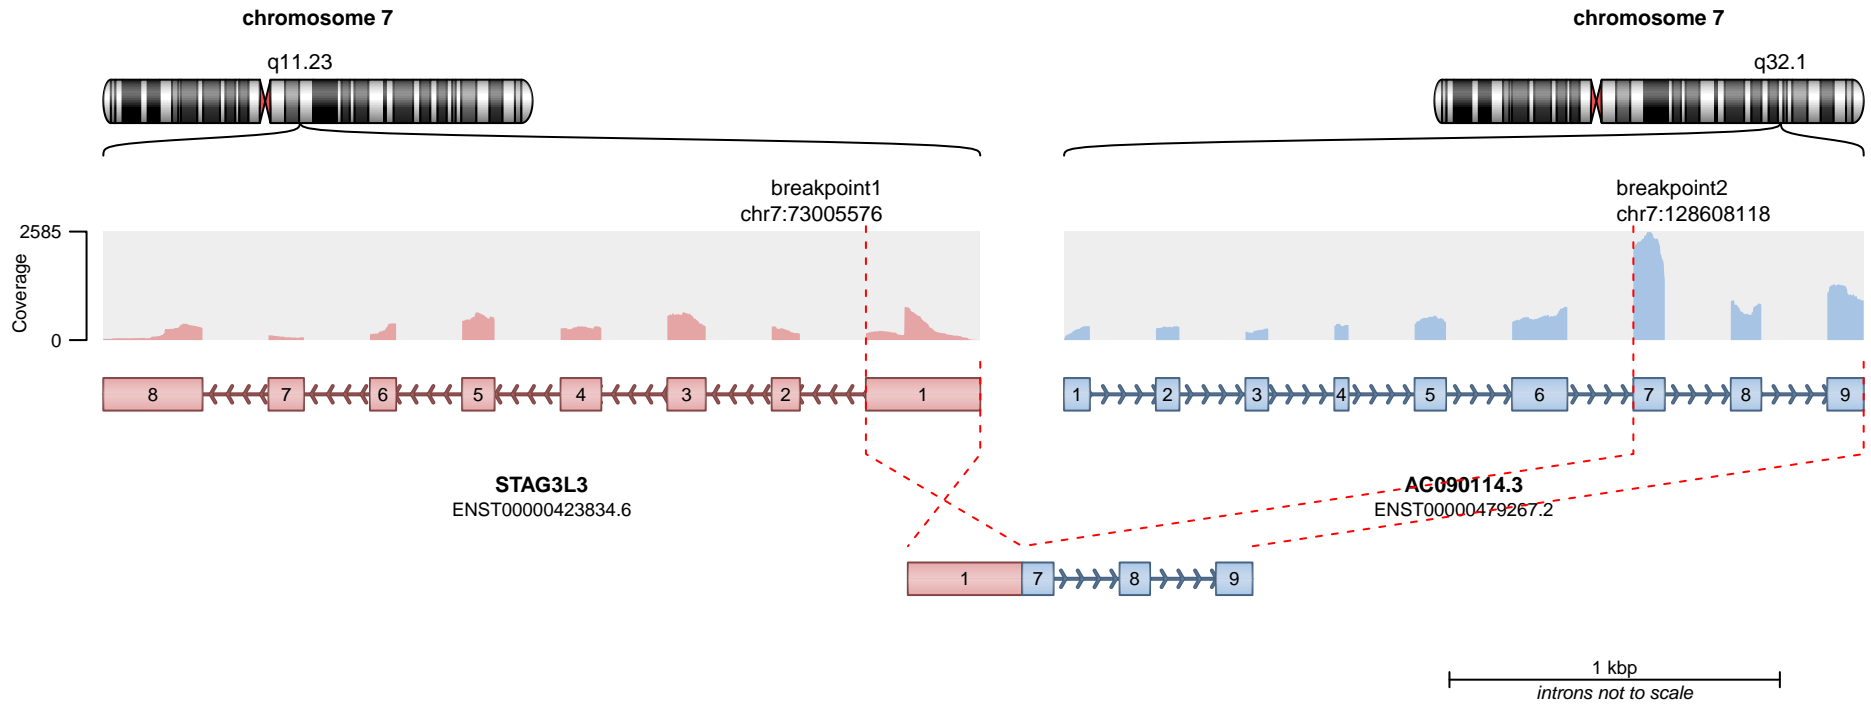 chromosome 7
chromosome 7
q11.23
q32.1
breakpoint1
chr7:73005576
breakpoint2
chr7:128608118
2585
Coverage
0
8 7 6 5 4 3 2 1
1 2 3 4 5 6 7 8 9
STAG3L3
ENST00000423834.6
AC090114.3
ENST00000479267.2
1 7 8 9
1 kbp
introns not to scale